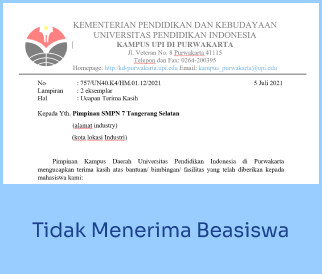 KEMENTERIAN PENDIDIKAN DAN KEBUDAYAAN
UNIVERSITAS PENDIDIKAN INDONESIA
KAMPUS UPI DI PURWAKARTA
Jl. Veteran No. 8 Purwakarta 41115
Telepon dan Fax: 0264-200395
Homepage: http:kd-purwakarta.upi.edu Email: kampus_purwakarta@upi.edu
No : 757/UN40.K4/HM.01.12/2021 5 Juli 2021
Lampiran : 2 eksemplar
Hal : Ucapan Terima Kasih
Kepada Yth. Pimpinan SMPN 7 Tangerang Selatan
(alamat industry)
(kota lokasi Industri)
Pimpinan Kampus Daerah Universitas Pendidikan Indonesia di Purwakarta
mengucapkan terima kasih atas bantuan/ bimbingan/ fasilitas yang telah diberikan kepada
mahasiswa kami:
Tidak Menerima Beasiswa